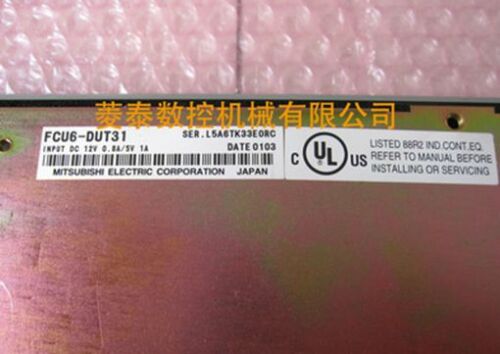 菱泰数控机械有限公司
FCU6-DUT31 SER.L5A6TK33E0RC
INPUT DC 12V 0.8A/5V 1A DATE 0103
MITSUBISHI ELECTRIC CORPORATION JAPAN
C UL US
LISTED 88R2 IND.CONT.EQ.
REFER TO MANUAL BEFORE
INSTALLING OR SERVICING